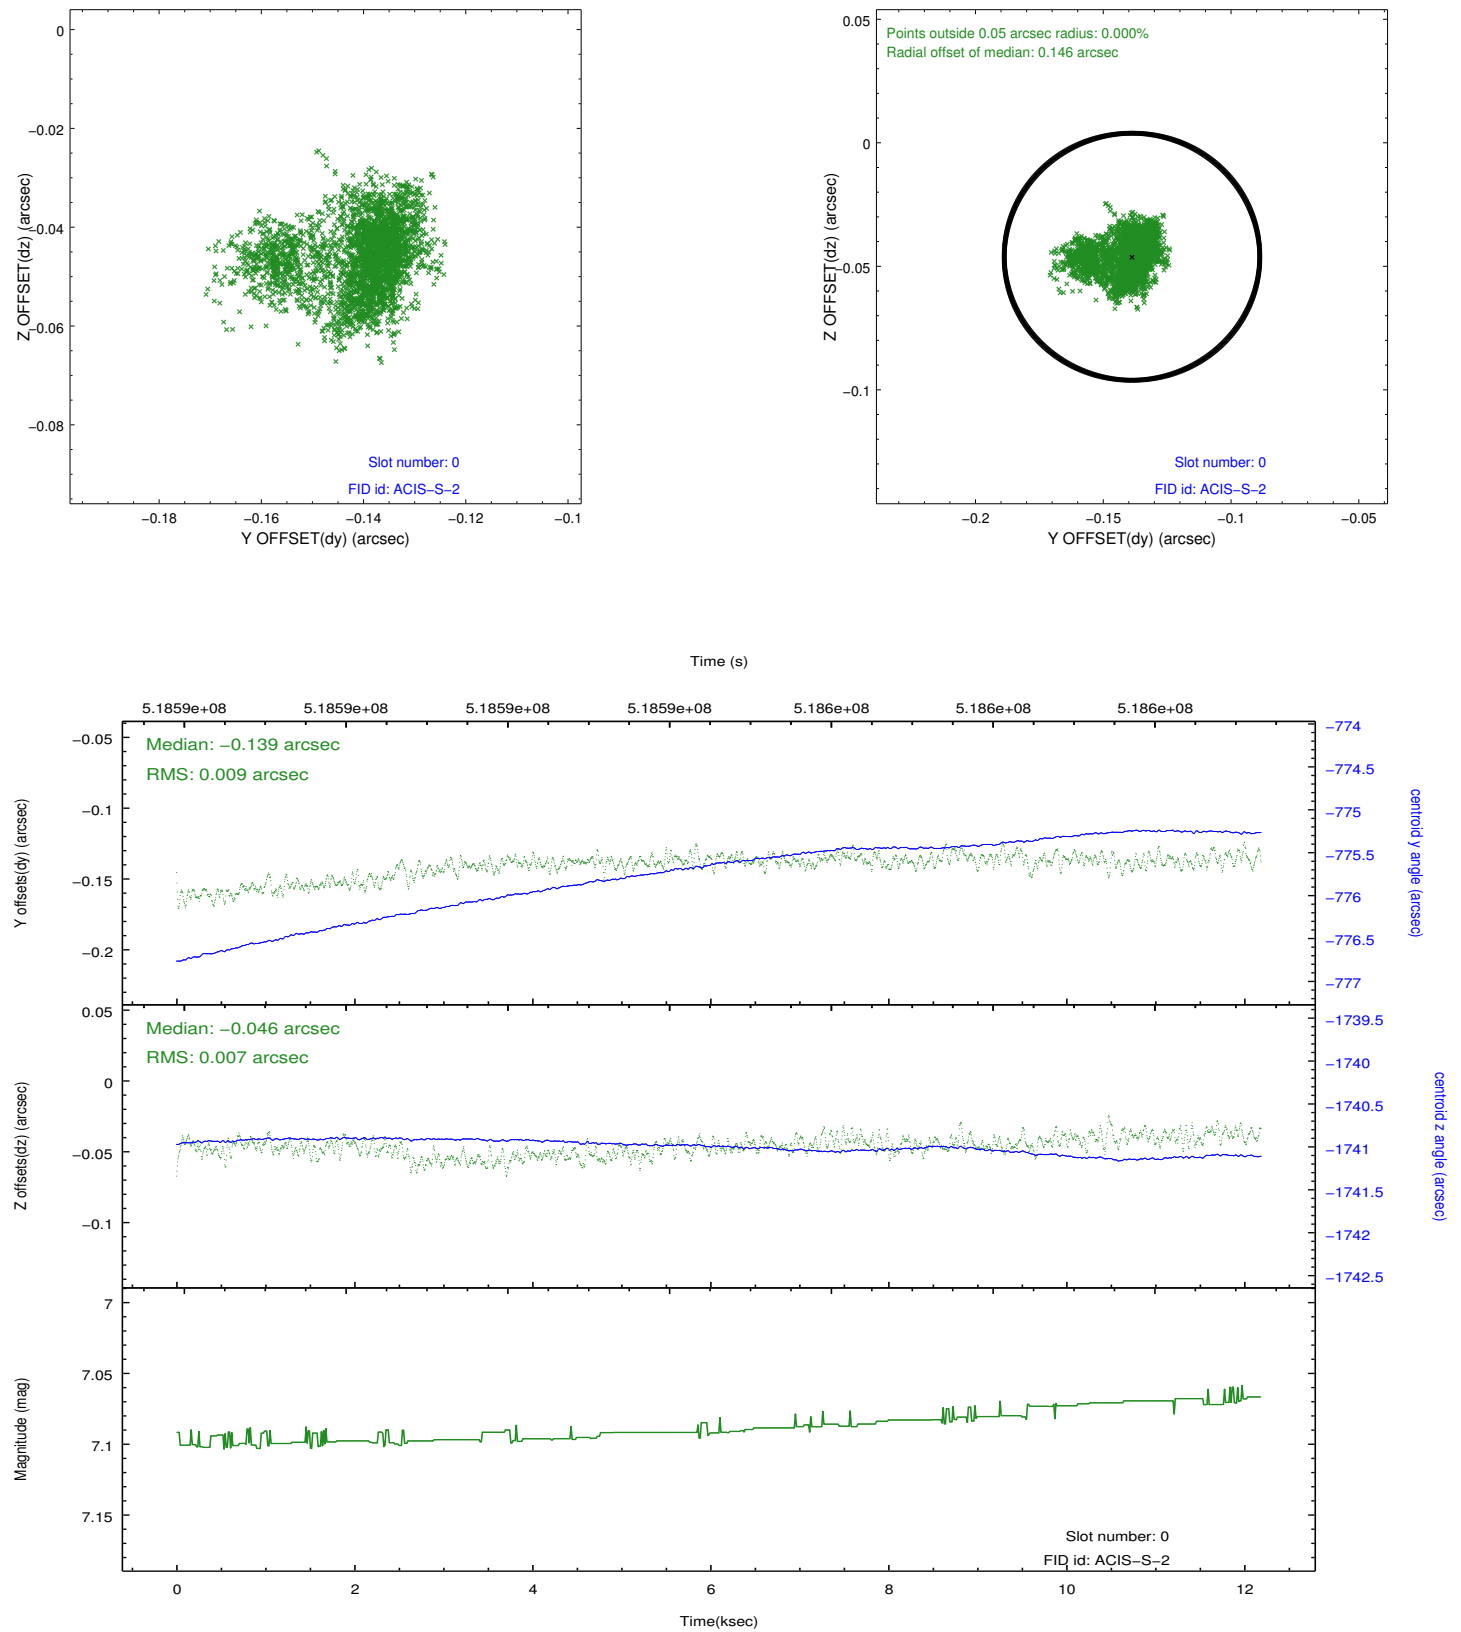 0
−0.02
−0.04
−0.06
−0.08
Z OFFSET(dz) (arcsec)
−0.18
−0.16
−0.14
−0.12
−0.1
Y OFFSET(dy) (arcsec)
Slot number: 0
FID id: ACIS−S−2
Points outside 0.05 arcsec radius: 0.000%
Radial offset of median: 0.146 arcsec
0.05
0
−0.05
−0.1
Z OFFSET(dz) (arcsec)
−0.2
−0.15
−0.1
−0.05
Y OFFSET(dy) (arcsec)
Slot number: 0
FID id: ACIS−S−2
Time (s)
5.1859e+08
5.1859e+08
5.1859e+08
5.1859e+08
5.186e+08
5.186e+08
5.186e+08
Median: −0.139 arcsec
RMS: 0.009 arcsec
−0.05
−0.1
−0.15
−0.2
Y offsets(dy) (arcsec)
−774
−774.5
−775
−775.5
−776
−776.5
−777
centroid y angle (arcsec)
Median: −0.046 arcsec
RMS: 0.007 arcsec
0.05
0
−0.05
−0.1
Z offsets(dz) (arcsec)
−1739.5
−1740
−1740.5
−1741
−1741.5
−1742
−1742.5
centroid z angle (arcsec)
7
7.05
7.1
7.15
Magnitude (mag)
Slot number: 0
FID id: ACIS−S−2
0
2
4
6
8
10
12
Time(ksec)